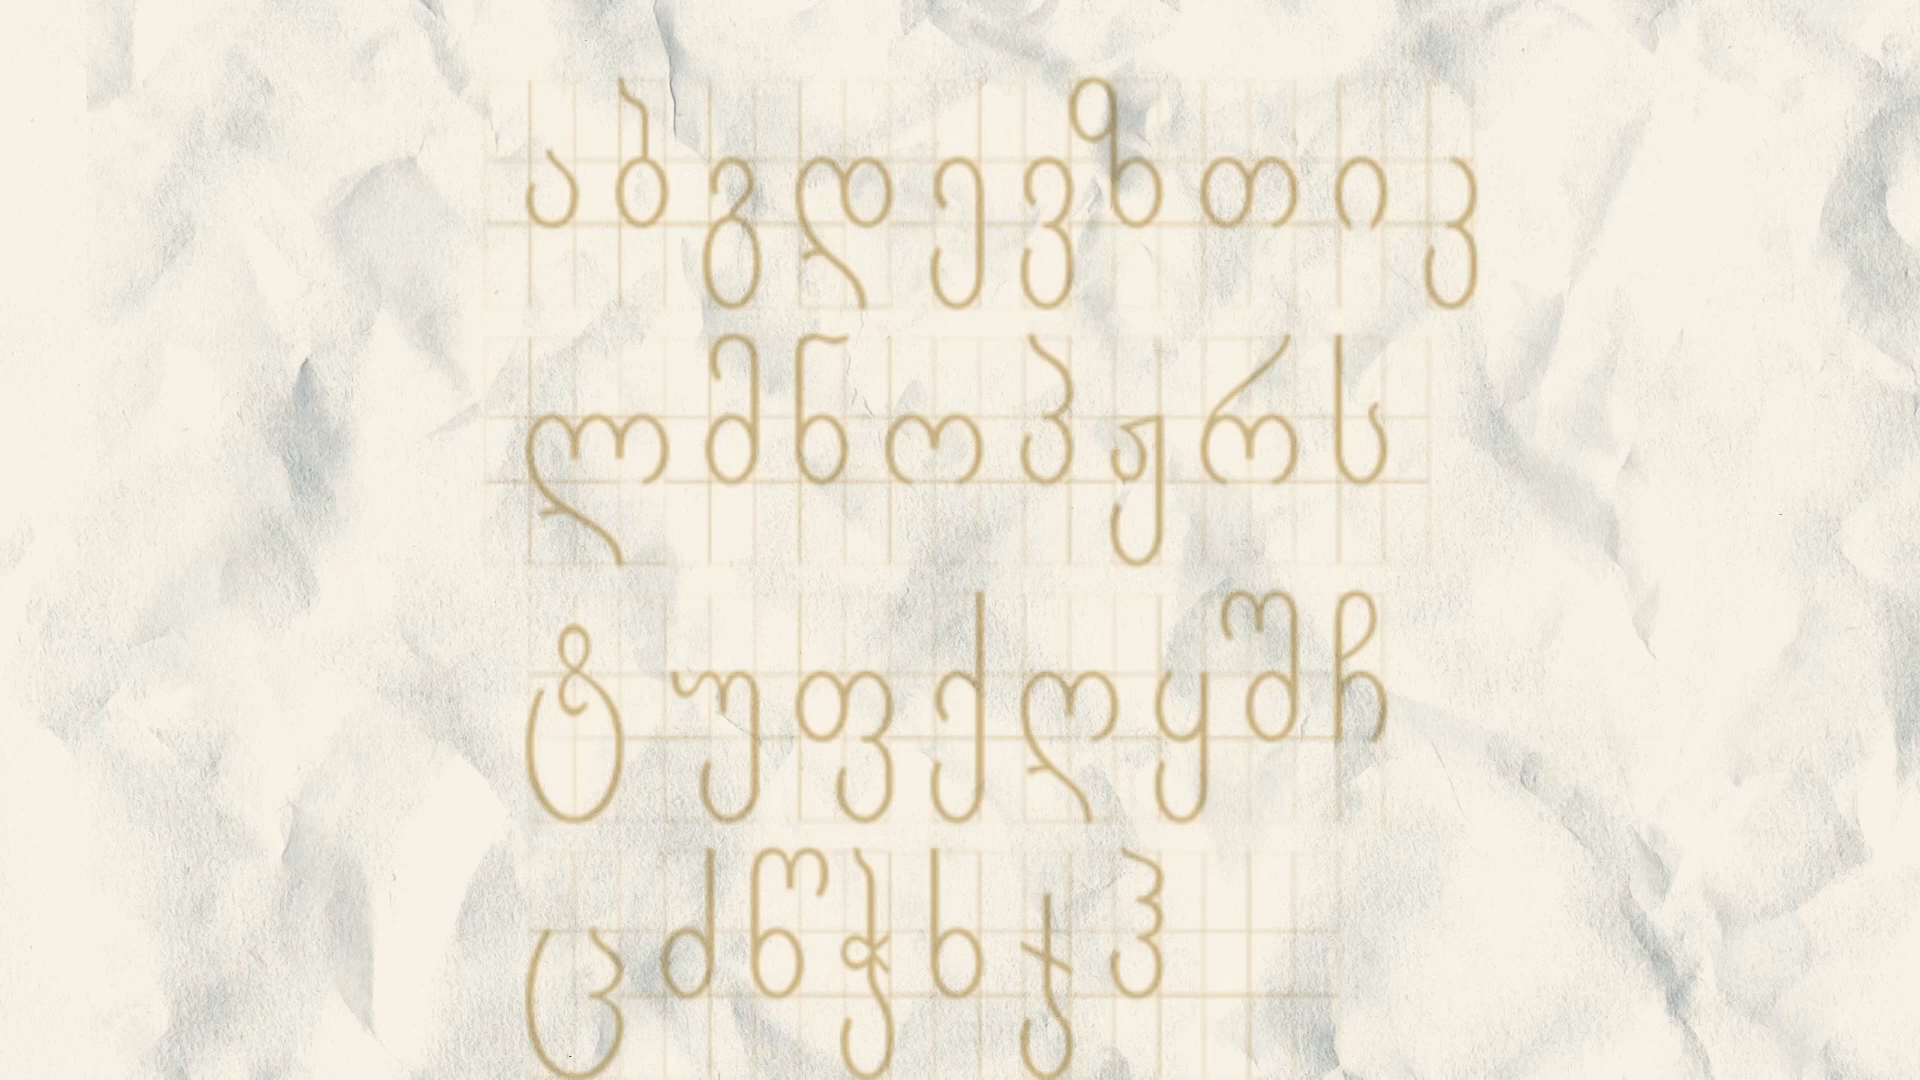 ა ბ გ დ ე ვ ზ თ ი კ
ლ მ ნ ო პ ჟ რ ს
ტ უ ფ ქ ღ ყ შ ჩ
ც ძ წ ჭ ხ ჯ ჰ